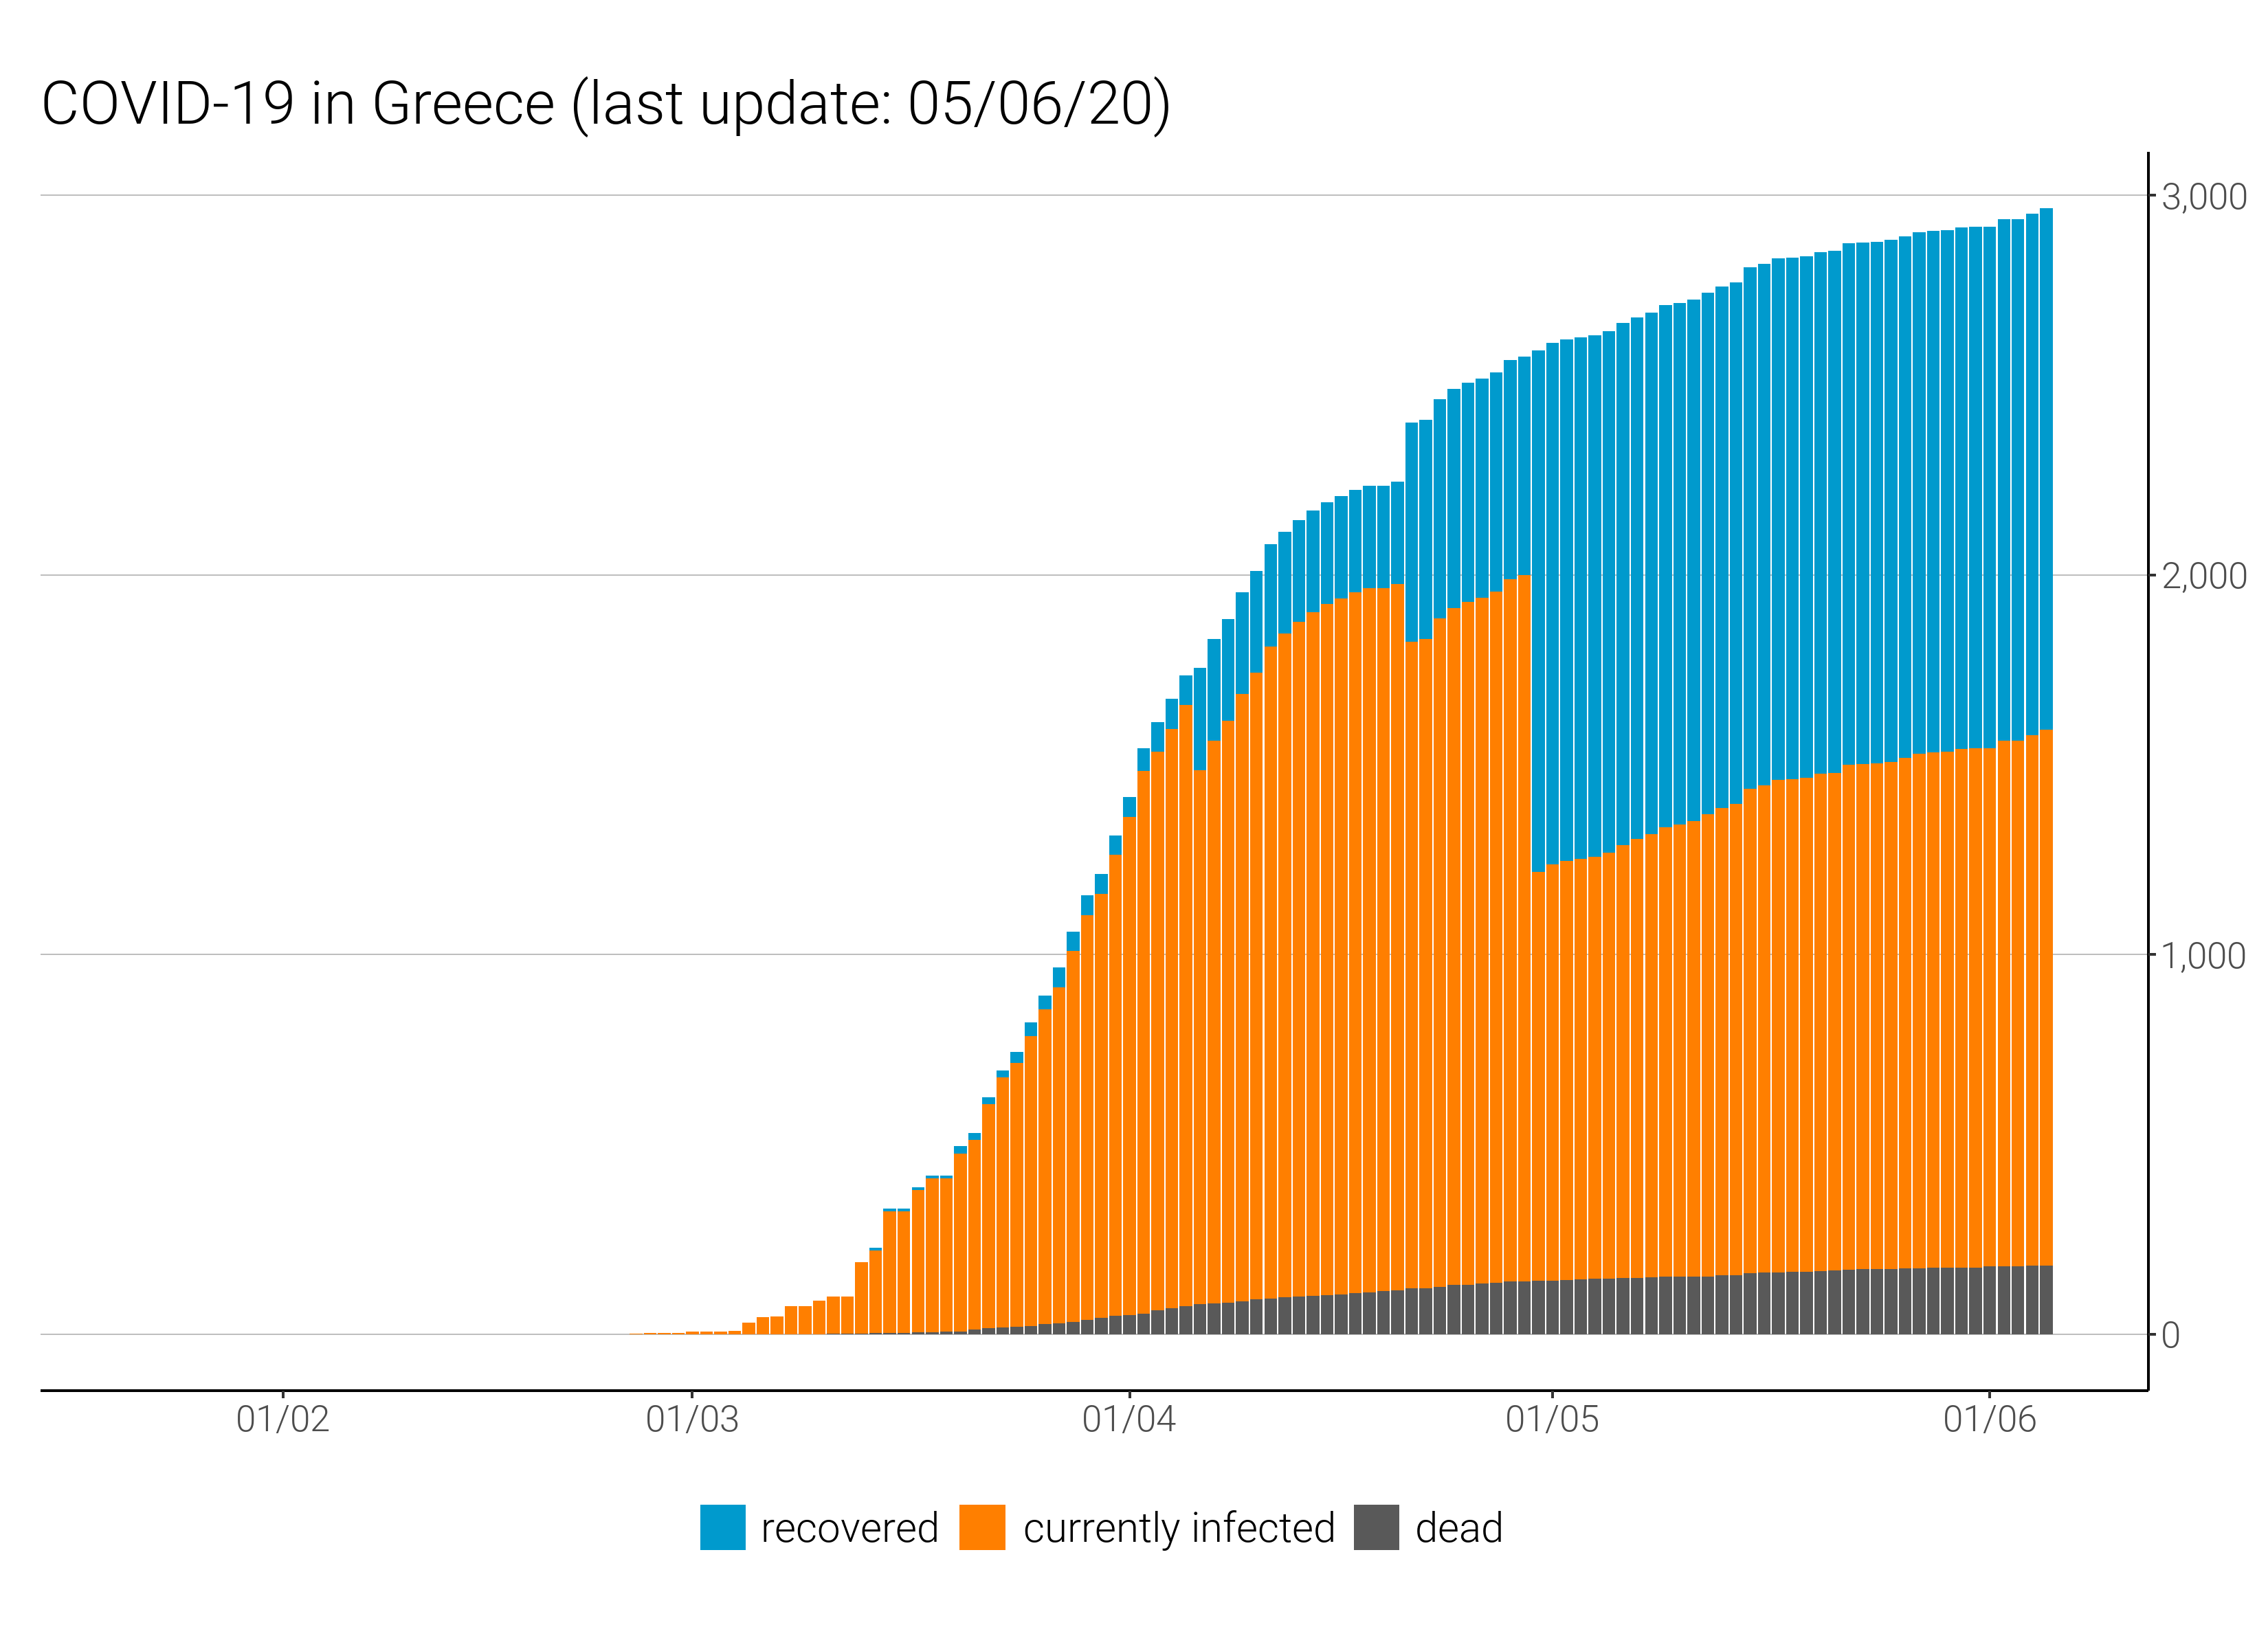 COVID-19 in Greece (last update: 05/06/20)
3,000
2,000
1,000
0
01/02 01/03 01/04 01/05 01/06
recovered currently infected dead